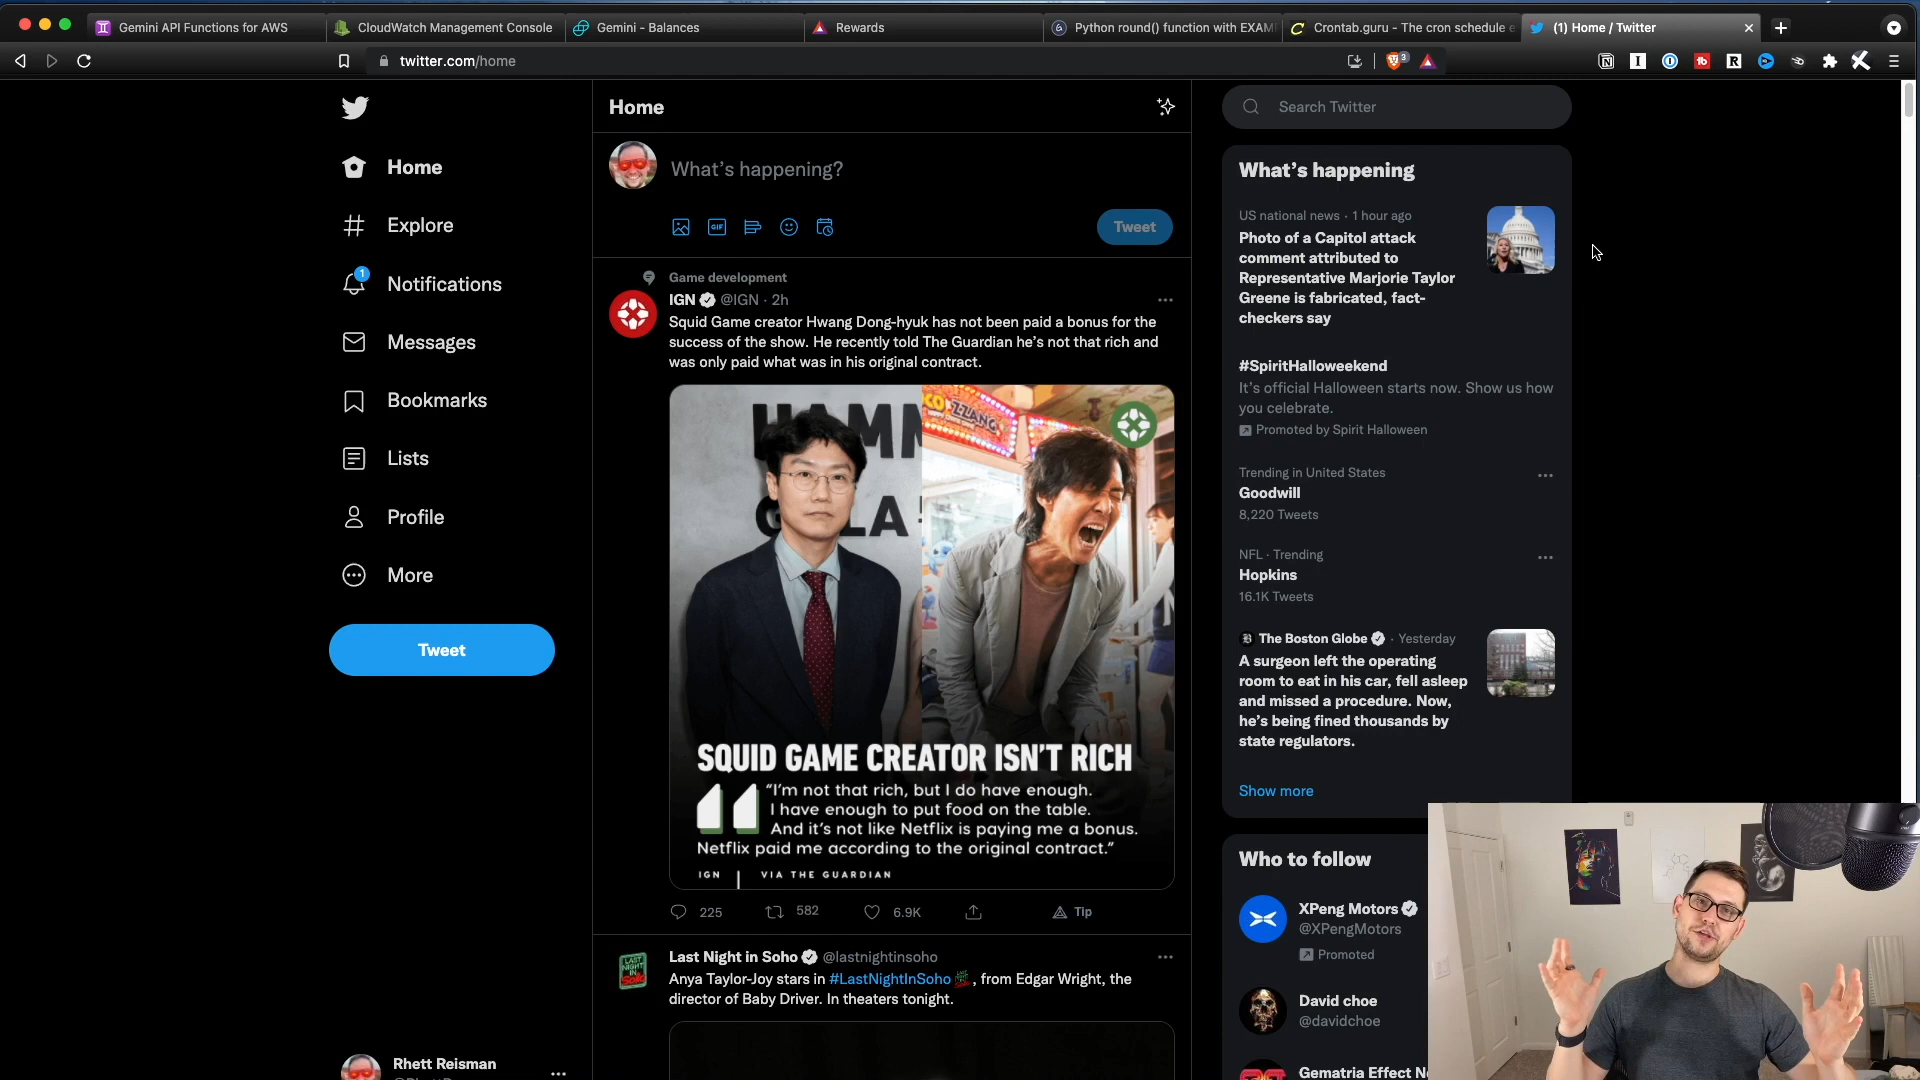 Gemini API Functions for AWS
CloudWatch Management Console
Gemini - Balances
Rewards
Python round() function with EXAM
Crontab.guru - The cron schedule e
(1) Home / Twitter
twitter.com/home
3
Home
Explore
1
Notifications
Messages
Bookmarks
Lists
Profile
More
Tweet
Rhett Reisman
Home
What's happening?
GIF
Tweet
Game development
IGN @IGN · 2h
Squid Game creator Hwang Dong-hyuk has not been paid a bonus for the
success of the show. He recently told The Guardian he's not that rich and
was only paid what was in his original contract.
SQUID GAME CREATOR ISN'T RICH
"I'm not that rich, but I do have enough.
I have enough to put food on the table.
And it's not like Netflix is paying me a bonus.
Netflix paid me according to the original contract."
IGN | VIA THE GUARDIAN
225 582 6.9K Tip
Last Night in Soho @lastnightinsoho
Anya Taylor-Joy stars in #LastNightInSoho , from Edgar Wright, the
director of Baby Driver. In theaters tonight.
Search Twitter
What's happening
US national news · 1 hour ago
Photo of a Capitol attack
comment attributed to
Representative Marjorie Taylor
Greene is fabricated, fact-
checkers say
#SpiritHalloweekend
It's official Halloween starts now. Show us how
you celebrate.
Promoted by Spirit Halloween
Trending in United States
Goodwill
8,220 Tweets
NFL · Trending
Hopkins
16.1K Tweets
The Boston Globe · Yesterday
A surgeon left the operating
room to eat in his car, fell asleep
and missed a procedure. Now,
he's being fined thousands by
state regulators.
Show more
Who to follow
XPeng Motors
@XPengMotors
Promoted
David choe
@davidchoe
Gematria Effect